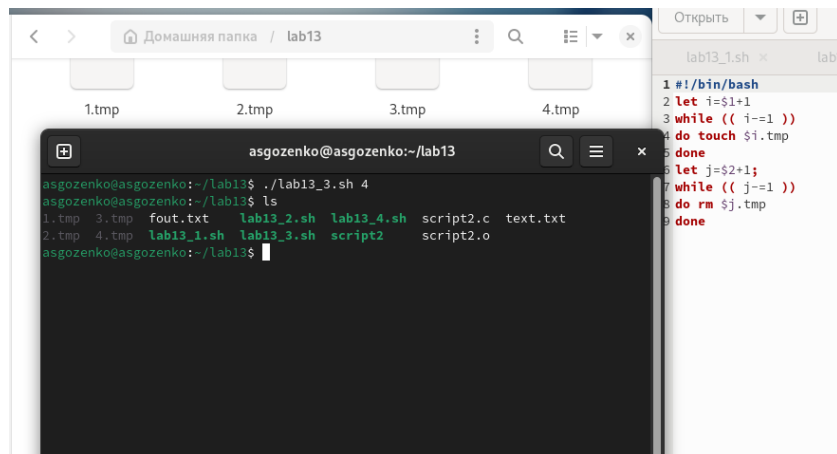 Домашняя папка / lab13
1.tmp 2.tmp 3.tmp 4.tmp
asgozenko@asgozenko:~/lab13
asgozenko@asgozenko:~/lab13$ ./lab13_3.sh 4
asgozenko@asgozenko:~/lab13$ ls
1.tmp 3.tmp fout.txt lab13_2.sh lab13_4.sh script2.c text.txt
2.tmp 4.tmp lab13_1.sh lab13_3.sh script2 script2.o
asgozenko@asgozenko:~/lab13$
Открыть
lab13_1.sh lab
1 #!/bin/bash
2 let i=$1+1
3 while (( i-=1 ))
4 do touch $i.tmp
5 done
6 let j=$2+1;
7 while (( j-=1 ))
8 do rm $j.tmp
9 done